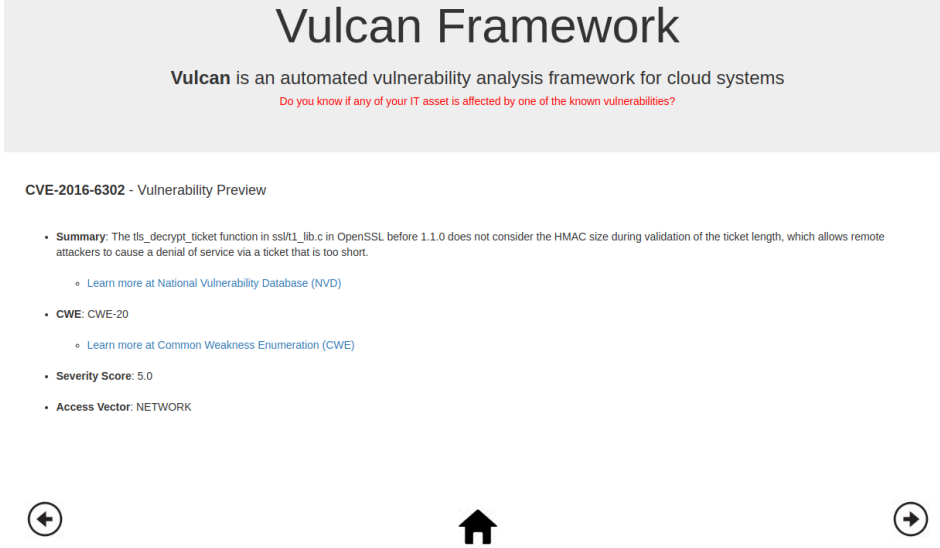 Vulcan Framework
Vulcan is an automated vulnerability analysis framework for cloud systems
Do you know if any of your IT asset is affected by one of the known vulnerabilities?
CVE-2016-6302 - Vulnerability Preview
Summary: The tls_decrypt_ticket function in ssl/t1_lib.c in OpenSSL before 1.1.0 does not consider the HMAC size during validation of the ticket length, which allows remote
attackers to cause a denial of service via a ticket that is too short.
Learn more at National Vulnerability Database (NVD)
CWE: CWE-20
Learn more at Common Weakness Enumeration (CWE)
Severity Score: 5.0
Access Vector: NETWORK